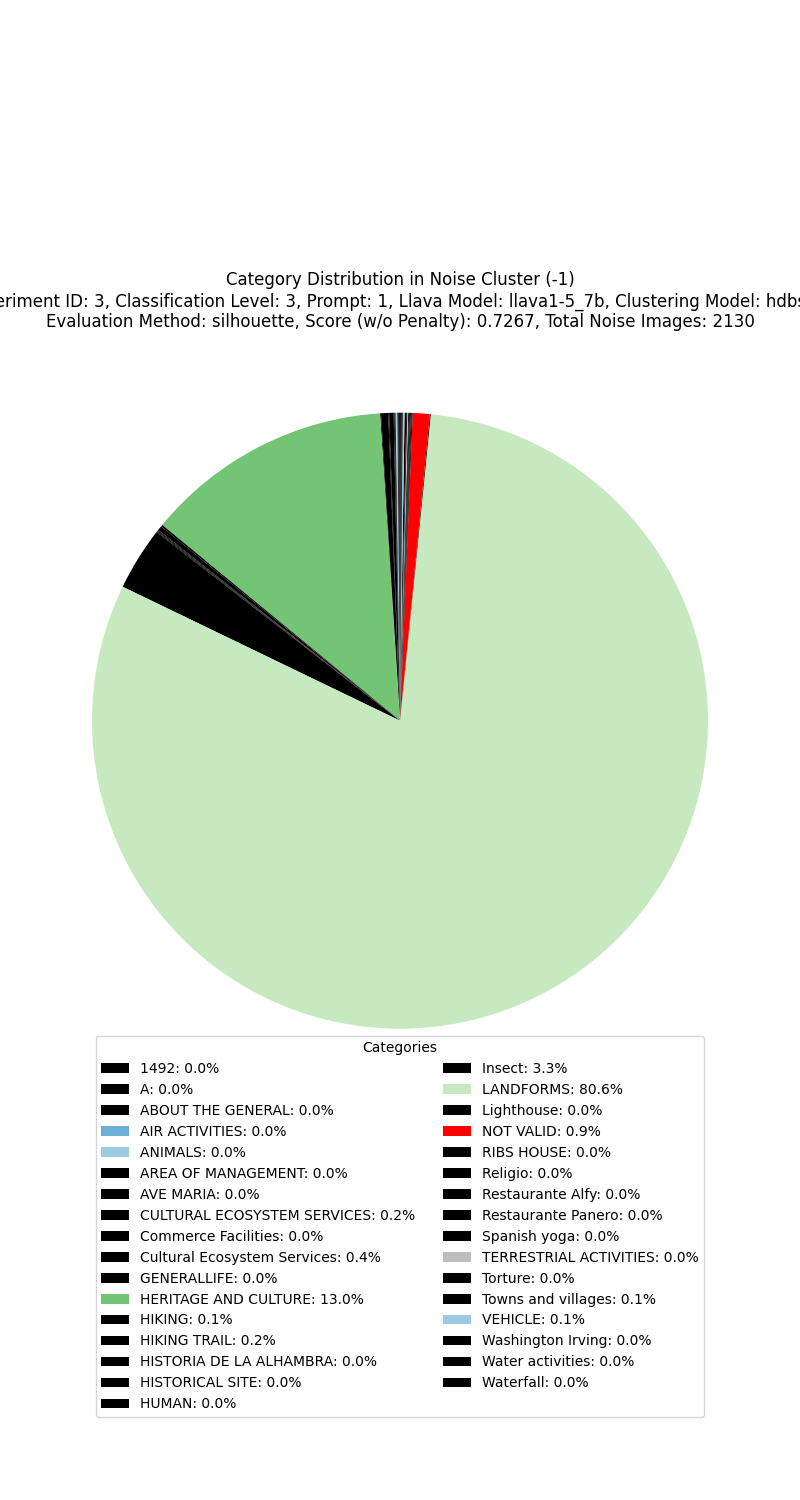 Category Distribution in Noise Cluster (-1)
eriment ID: 3, Classification Level: 3, Prompt: 1, Llava Model: llava1-5_7b, Clustering Model: hdbs
Evaluation Method: silhouette, Score (w/o Penalty): 0.7267, Total Noise Images: 2130
Categories
1492: 0.0%
A: 0.0%
ABOUT THE GENERAL: 0.0%
AIR ACTIVITIES: 0.0%
ANIMALS: 0.0%
AREA OF MANAGEMENT: 0.0%
AVE MARIA: 0.0%
CULTURAL ECOSYSTEM SERVICES: 0.2%
Commerce Facilities: 0.0%
Cultural Ecosystem Services: 0.4%
GENERALLIFE: 0.0%
HERITAGE AND CULTURE: 13.0%
HIKING: 0.1%
HIKING TRAIL: 0.2%
HISTORIA DE LA ALHAMBRA: 0.0%
HISTORICAL SITE: 0.0%
HUMAN: 0.0%
Insect: 3.3%
LANDFORMS: 80.6%
Lighthouse: 0.0%
NOT VALID: 0.9%
RIBS HOUSE: 0.0%
Religio: 0.0%
Restaurante Alfy: 0.0%
Restaurante Panero: 0.0%
Spanish yoga: 0.0%
TERRESTRIAL ACTIVITIES: 0.0%
Torture: 0.0%
Towns and villages: 0.1%
VEHICLE: 0.1%
Washington Irving: 0.0%
Water activities: 0.0%
Waterfall: 0.0%